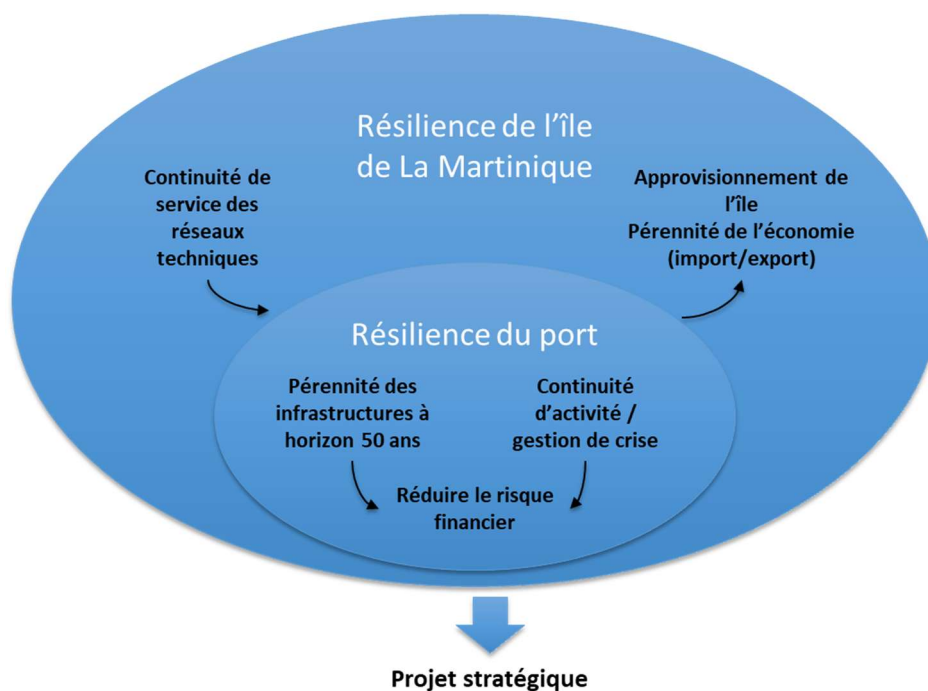 Résilience de l'île
de La Martinique
Continuité de
service des
réseaux
techniques
Approvisionnement de
l'île
Pérennité de l'économie
(import/export)
Résilience du port
Pérennité des
infrastructures à
horizon 50 ans
Continuité
d'activité /
gestion de crise
Réduire le risque
financier
Projet stratégique